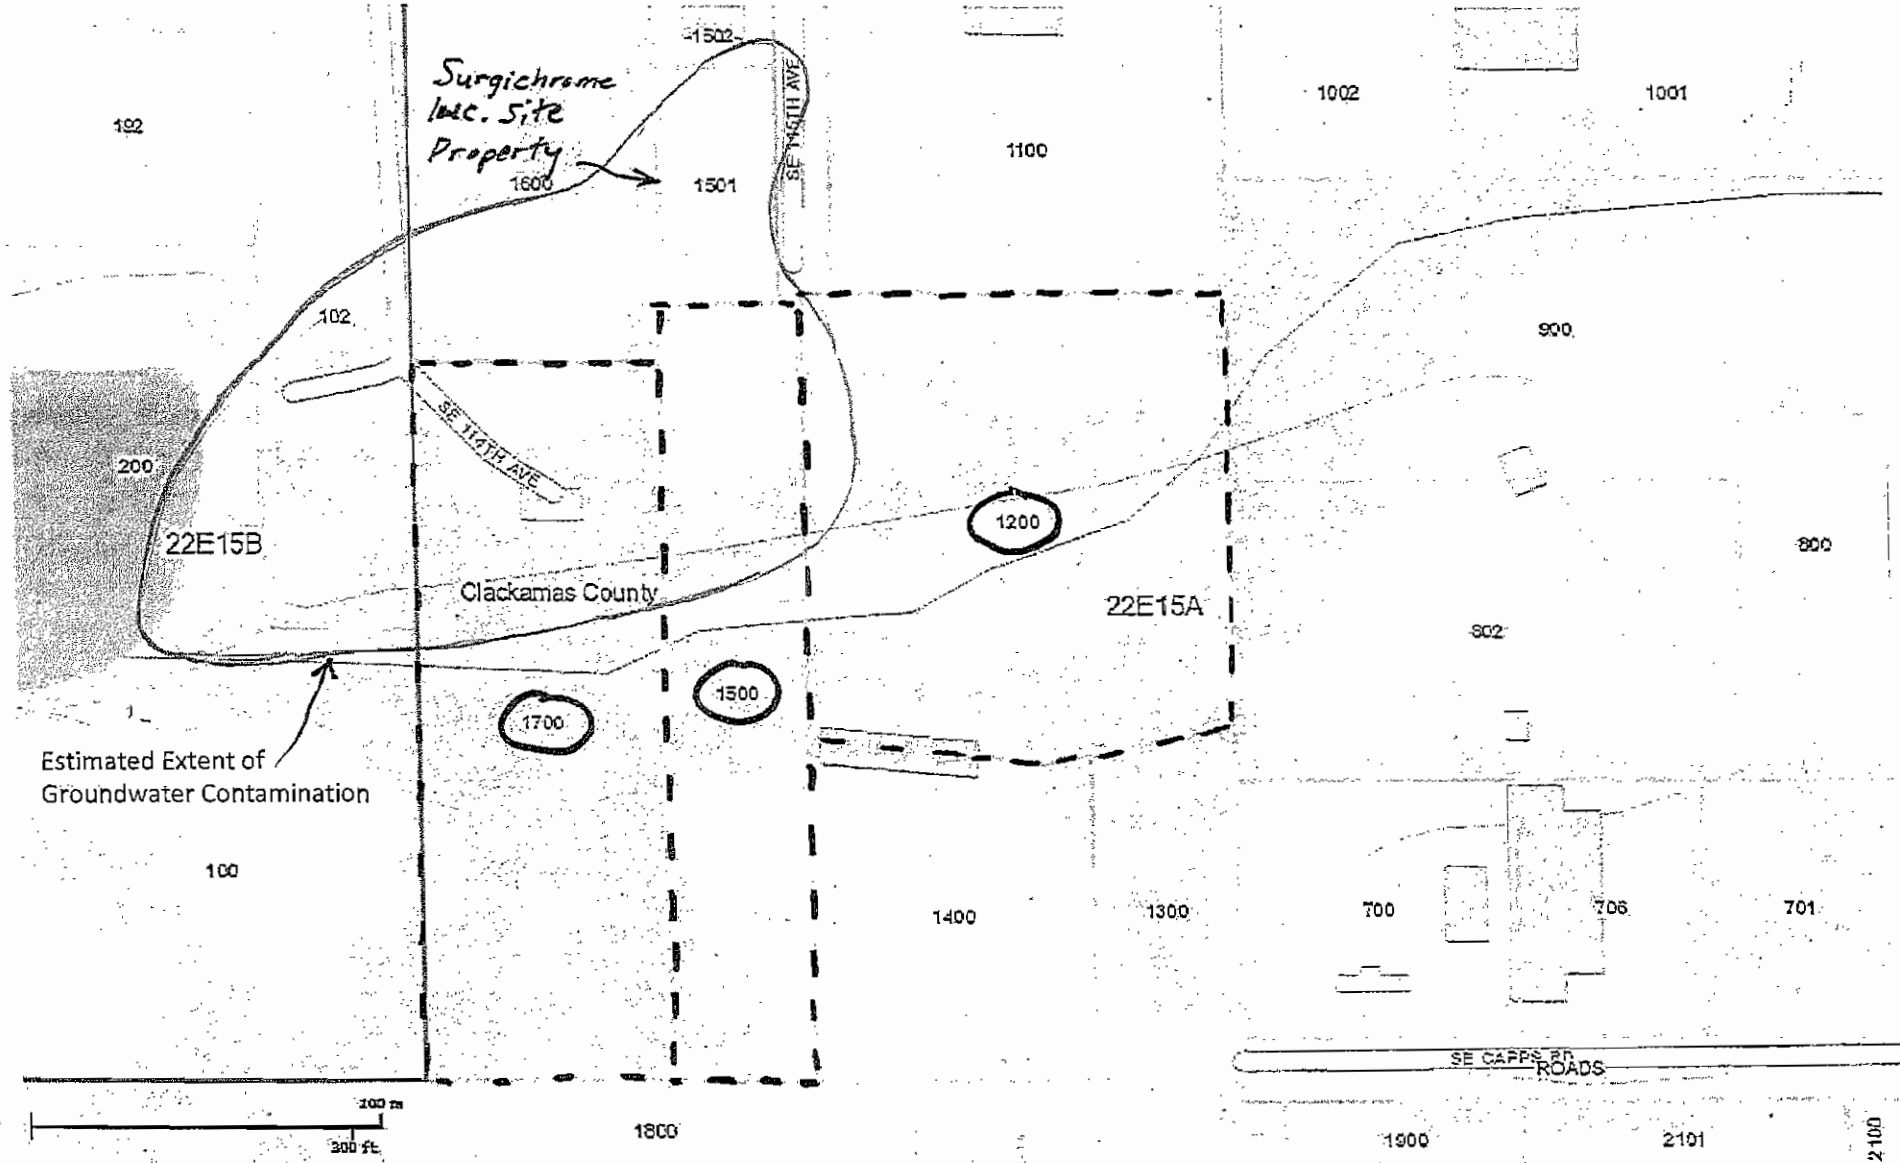 -1502-
Surgichrome
Inc. Site
Property
SE 115TH AVE
1002
1001
192
1100
1600
1501
102
900
SE 114TH AVE
200
1200
22E15B
800
Clackamas County
22E15A
802
1500
1700
Estimated Extent of
Groundwater Contamination
100
1400
1300
700
706
701
SE CAPPS RD
ROADS
100 m
300 ft
1800
1900
2101
2100